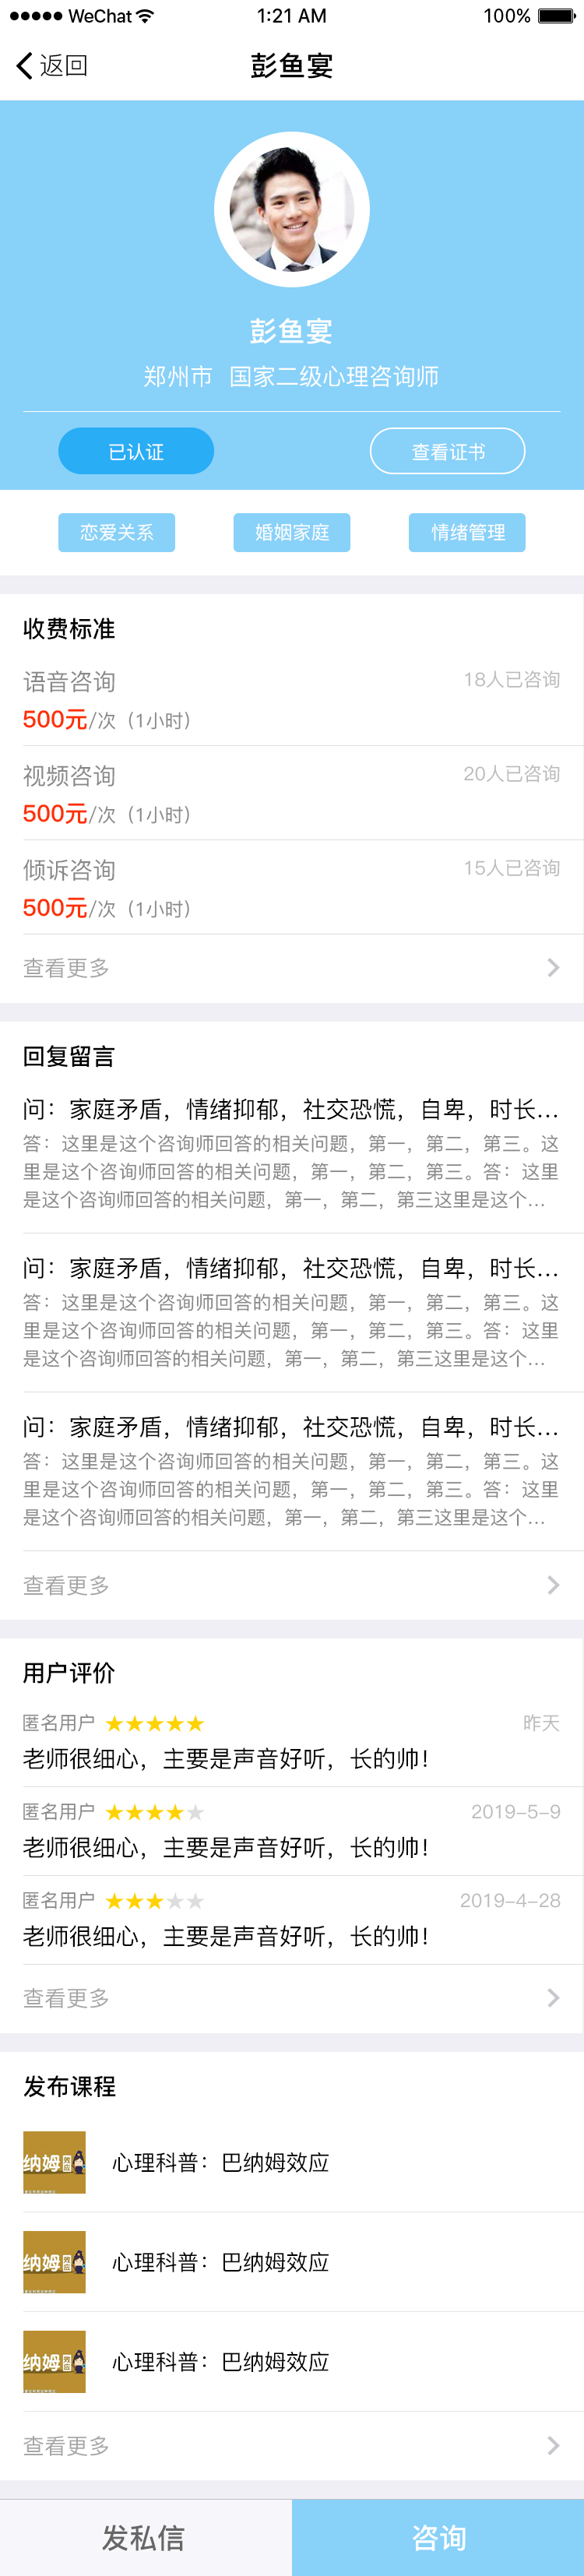 WeChat 1:21 AM 100%
返回 彭鱼宴
彭鱼宴
郑州市 国家二级心理咨询师
已认证 查看证书
恋爱关系 婚姻家庭 情绪管理
收费标准
语音咨询 18人已咨询
500元/次（1小时）
视频咨询 20人已咨询
500元/次（1小时）
倾诉咨询 15人已咨询
500元/次（1小时）
查看更多
回复留言
问：家庭矛盾，情绪抑郁，社交恐慌，自卑，时长...
答：这里是这个咨询师回答的相关问题，第一，第二，第三。这
里是这个咨询师回答的相关问题，第一，第二，第三。答：这里
是这个咨询师回答的相关问题，第一，第二，第三这里是这个...
问：家庭矛盾，情绪抑郁，社交恐慌，自卑，时长...
答：这里是这个咨询师回答的相关问题，第一，第二，第三。这
里是这个咨询师回答的相关问题，第一，第二，第三。答：这里
是这个咨询师回答的相关问题，第一，第二，第三这里是这个...
问：家庭矛盾，情绪抑郁，社交恐慌，自卑，时长...
答：这里是这个咨询师回答的相关问题，第一，第二，第三。这
里是这个咨询师回答的相关问题，第一，第二，第三。答：这里
是这个咨询师回答的相关问题，第一，第二，第三这里是这个...
查看更多
用户评价
匿名用户 昨天
老师很细心，主要是声音好听，长的帅！
匿名用户 2019-5-9
老师很细心，主要是声音好听，长的帅！
匿名用户 2019-4-28
老师很细心，主要是声音好听，长的帅！
查看更多
发布课程
纳姆 心理科普：巴纳姆效应
纳姆 心理科普：巴纳姆效应
纳姆 心理科普：巴纳姆效应
查看更多
发私信 咨询